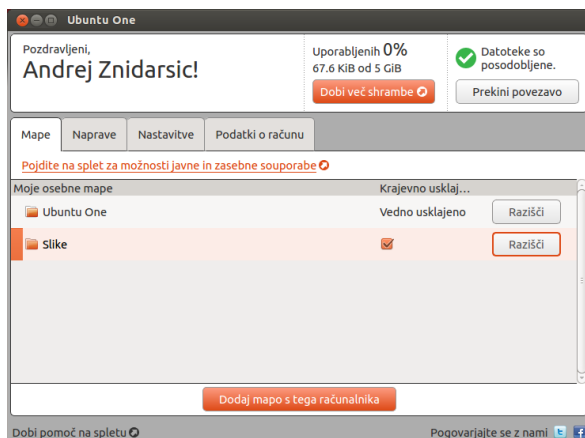 Ubuntu One
Pozdravljeni,
Andrej Znidarsic!
Uporabljenih 0%
67.6 KiB od 5 GiB
Dobi več shrambe
Datoteke so
posodobljene.
Prekini povezavo
Mape Naprave Nastavitve Podatki o računu
Pojdite na splet za možnosti javne in zasebne souporabe
Moje osebne mape Krajevno usklaj...
Ubuntu One Vedno usklajeno Razišči
Slike Razišči
Dodaj mapo s tega računalnika
Dobi pomoč na spletu Pogovarjajte se z nami